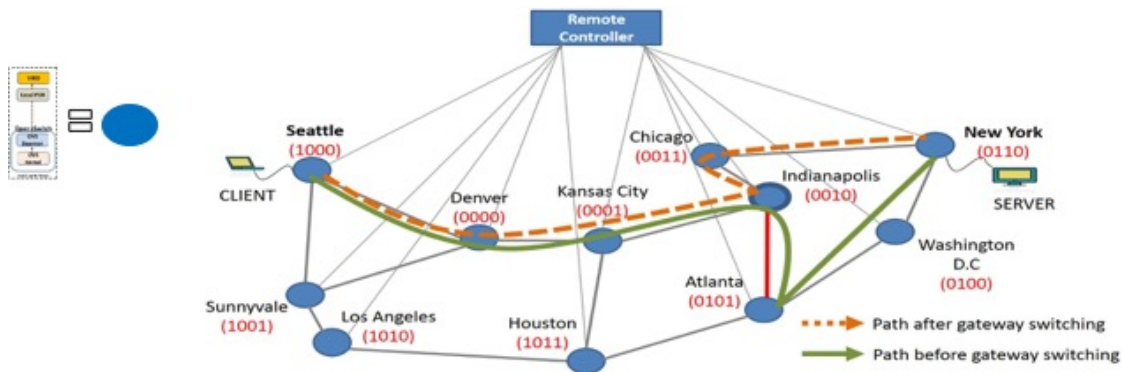 Remote
Controller
Seattle
(1000)
CLIENT
Denver
(0000)
Kansas City
(0001)
Chicago
(0011)
Indianapolis
(0010)
New York
(0110)
SERVER
Washington
D.C
(0100)
Atlanta
(0101)
Sunnyvale
(1001)
Los Angeles
(1010)
Houston
(1011)
Path after gateway switching
Path before gateway switching